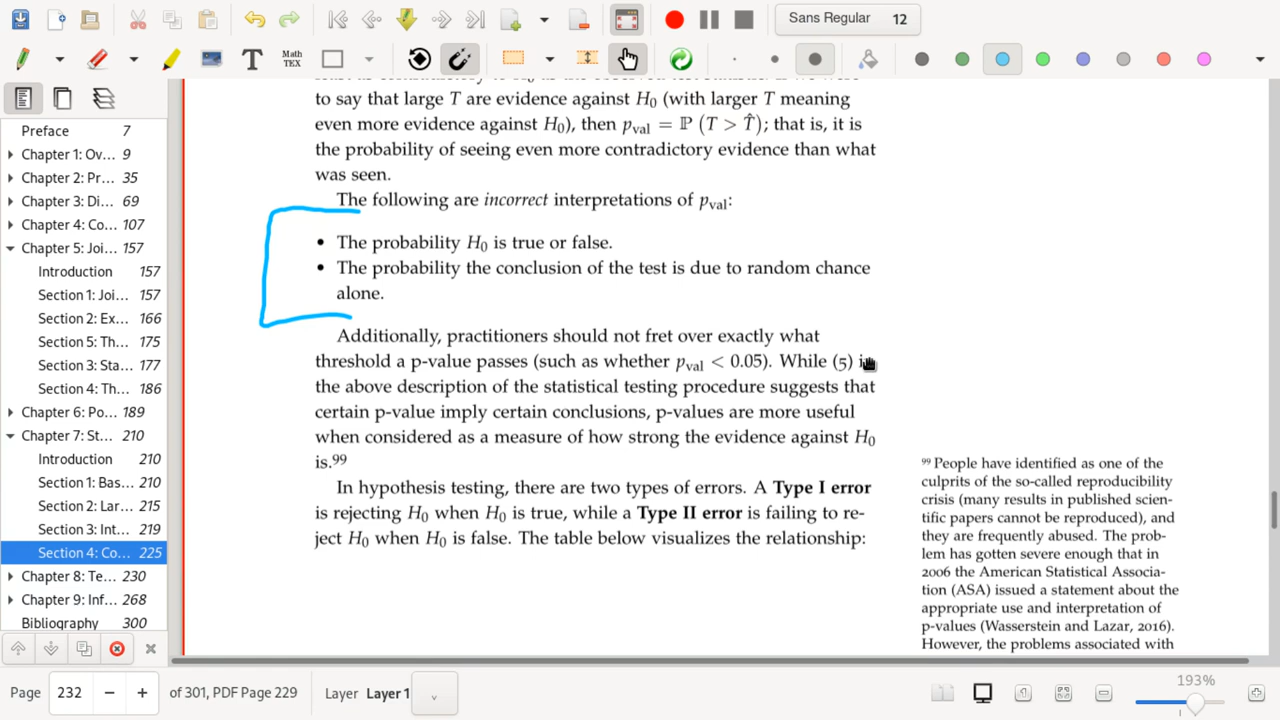 Sans Regular 12
Math
TEX
Preface 7
Chapter 1: Ov... 9
Chapter 2: Pr... 35
Chapter 3: Di... 69
Chapter 4: Co... 107
Chapter 5: Joi... 157
Introduction 157
Section 1: Joi... 157
Section 2: Ex... 166
Section 5: Th... 175
Section 3: Sta... 177
Section 4: Th... 186
Chapter 6: Po... 189
Chapter 7: St... 210
Introduction 210
Section 1: Bas... 210
Section 2: Lar... 215
Section 3: Int... 219
Section 4: Co... 225
Chapter 8: Te... 230
Chapter 9: Inf... 268
Bibliography 300
to say that large T are evidence against H₀ (with larger T meaning
even more evidence against H₀), then p_val = ℙ (T > T̂); that is, it is
the probability of seeing even more contradictory evidence than what
was seen.
The following are incorrect interpretations of p_val:
• The probability H₀ is true or false.
• The probability the conclusion of the test is due to random chance
alone.
Additionally, practitioners should not fret over exactly what
threshold a p-value passes (such as whether p_val < 0.05). While (5)
the above description of the statistical testing procedure suggests that
certain p-value imply certain conclusions, p-values are more useful
when considered as a measure of how strong the evidence against H₀
is.⁹⁹
In hypothesis testing, there are two types of errors. A Type I error
is rejecting H₀ when H₀ is true, while a Type II error is failing to re-
ject H₀ when H₀ is false. The table below visualizes the relationship:
⁹⁹ People have identified as one of the
culprits of the so-called reproducibility
crisis (many results in published scien-
tific papers cannot be reproduced), and
they are frequently abused. The prob-
lem has gotten severe enough that in
2006 the American Statistical Associa-
tion (ASA) issued a statement about the
appropriate use and interpretation of
p-values (Wasserstein and Lazar, 2016).
However, the problems associated with
Page 232 of 301, PDF Page 229 Layer Layer 1 193%